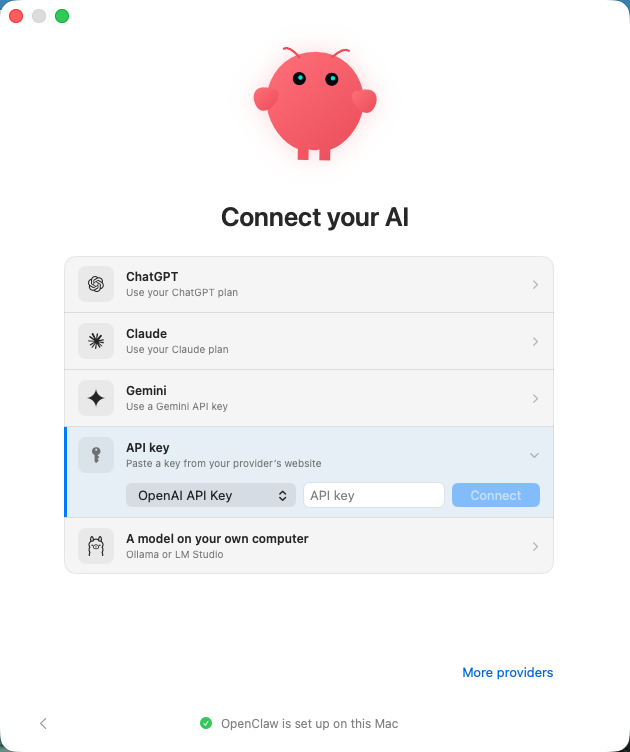 Connect your AI
ChatGPT
Use your ChatGPT plan
Claude
Use your Claude plan
Gemini
Use a Gemini API key
API key
Paste a key from your provider's website
OpenAI API Key
API key
Connect
A model on your own computer
Ollama or LM Studio
More providers
OpenClaw is set up on this Mac